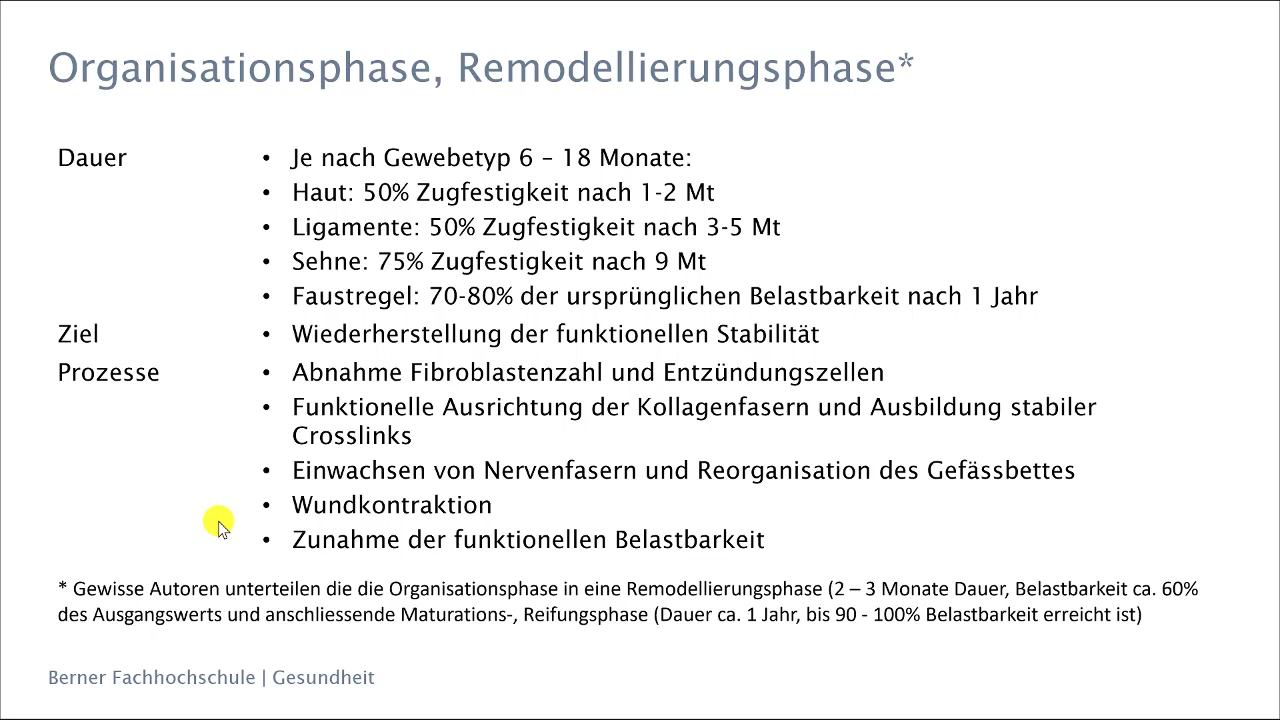 Organisationsphase, Remodellierungsphase*
Dauer
• Je nach Gewebetyp 6 – 18 Monate:
• Haut: 50% Zugfestigkeit nach 1-2 Mt
• Ligamente: 50% Zugfestigkeit nach 3-5 Mt
• Sehne: 75% Zugfestigkeit nach 9 Mt
• Faustregel: 70-80% der ursprünglichen Belastbarkeit nach 1 Jahr
Ziel
• Wiederherstellung der funktionellen Stabilität
Prozesse
• Abnahme Fibroblastenzahl und Entzündungszellen
• Funktionelle Ausrichtung der Kollagenfasern und Ausbildung stabiler
Crosslinks
• Einwachsen von Nervenfasern und Reorganisation des Gefässbettes
• Wundkontraktion
• Zunahme der funktionellen Belastbarkeit
* Gewisse Autoren unterteilen die die Organisationsphase in eine Remodellierungsphase (2 – 3 Monate Dauer, Belastbarkeit ca. 60%
des Ausgangswerts und anschliessende Maturations-, Reifungsphase (Dauer ca. 1 Jahr, bis 90 - 100% Belastbarkeit erreicht ist)
Berner Fachhochschule | Gesundheit